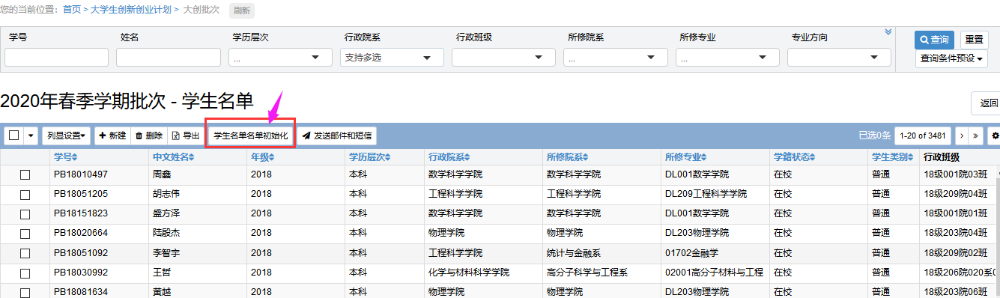 您的当前位置: 首页 > 大学生创新创业计划 > 大创批次 刷新
学号 姓名 学历层次 行政院系 行政班级 所修院系 所修专业 专业方向 查询 重置
... 支持多选 ... ... 查询条件预设
2020年春季学期批次 - 学生名单 返回
列显设置 新建 删除 导出 学生名单名单初始化 发送邮件和短信 已选0条 1-20 of 3481
学号 中文姓名 年级 学历层次 行政院系 所修院系 所修专业 学籍状态 学生类别 行政班级
PB18010497 周鑫 2018 本科 数学科学学院 数学科学学院 DL001数学学院 在校 普通 18级001院03班
PB18051205 胡志伟 2018 本科 工程科学学院 工程科学学院 DL209工程科学学院 在校 普通 18级209院04班
PB18151823 盛方泽 2018 本科 数学科学学院 数学科学学院 DL001数学学院 在校 普通 18级001院01班
PB18020664 陆殷杰 2018 本科 物理学院 物理学院 DL203物理学院 在校 普通 18级203院04班
PB18051092 李智宇 2018 本科 工程科学学院 统计与金融系 01702金融学 在校 普通 18级209院02班
PB18030992 王哲 2018 本科 化学与材料科学学院 高分子科学与工程系 02001高分子材料与工程 在校 普通 18级206院020系0
PB18081634 黄越 2018 本科 物理学院 物理学院 DL203物理学院 在校 普通 18级203院06班